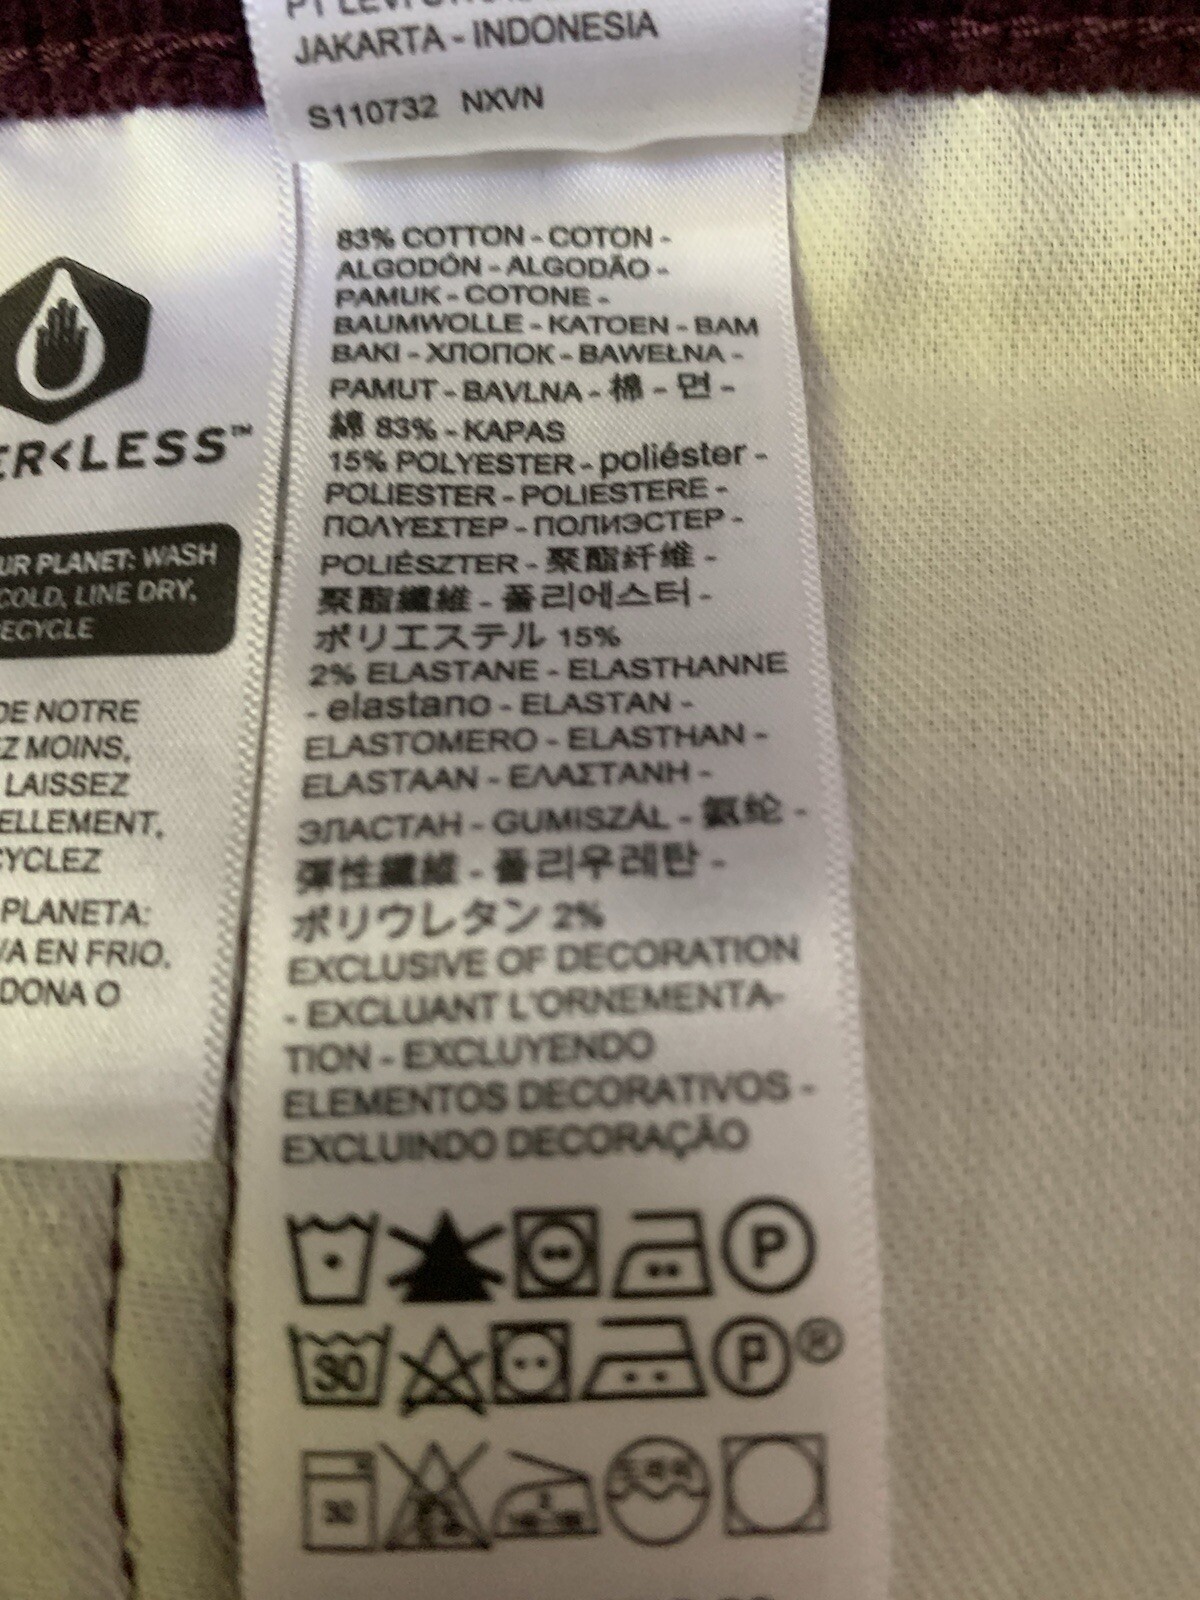 JAKARTA - INDONESIA
S110732 NXVN
ER<LESS™
UR PLANET: WASH
COLD, LINE DRY,
ECYCLE
DE NOTRE
Z MOINS,
LAISSEZ
ELLEMENT,
CYCLEZ
PLANETA:
VA EN FRIO,
DONA O
83% COTTON - COTON -
ALGODÓN - ALGODÃO -
PAMUK - COTONE -
BAUMWOLLE - KATOEN - BAM
BAKI - ХЛОПОК - BAWEŁNA -
PAMUT - BAVLNA - 棉 - 면 -
綿 83% - KAPAS
15% POLYESTER - poliéster -
POLIESTER - POLIESTERE -
ΠΟΛΥΕΣΤΕΡ - ПОЛИЭСТЕР -
POLIÉSZTER - 聚酯纤维 -
聚酯纖維 - 폴리에스터 -
ポリエステル 15%
2% ELASTANE - ELASTHANNE
- elastano - ELASTAN -
ELASTOMERO - ELASTHAN -
ELASTAAN - ΕΛΑΣΤΑΝΗ -
ЭЛАСТАН - GUMISZÁL - 氨纶 -
彈性纖維 - 폴리우레탄 -
ポリウレタン 2%
EXCLUSIVE OF DECORATION
- EXCLUANT L'ORNEMENTA-
TION - EXCLUYENDO
ELEMENTOS DECORATIVOS -
EXCLUINDO DECORAÇÃO
P
30 P ®
30